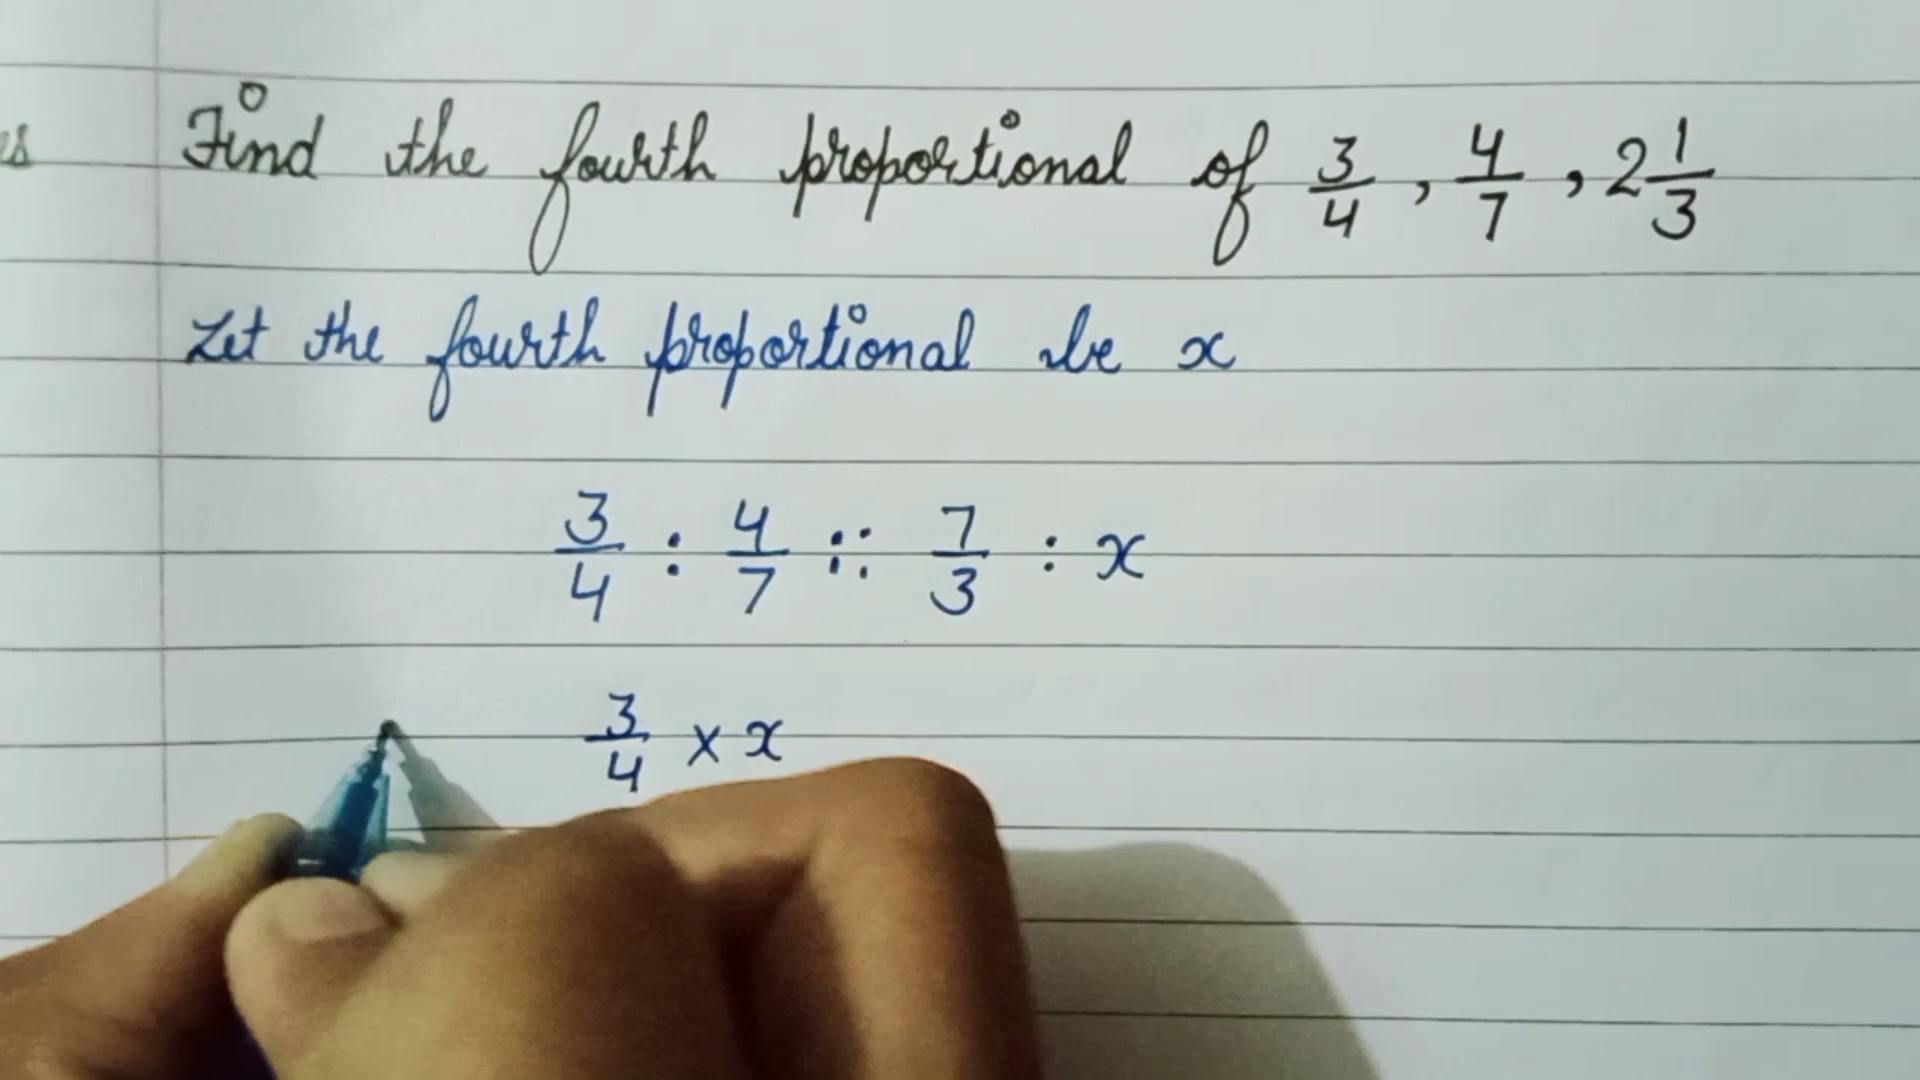 Find the fourth proportional of 3/4 , 4/7 , 2 1/3
Let the fourth proportional be x
3/4 : 4/7 :: 7/3 : x
3/4 × x